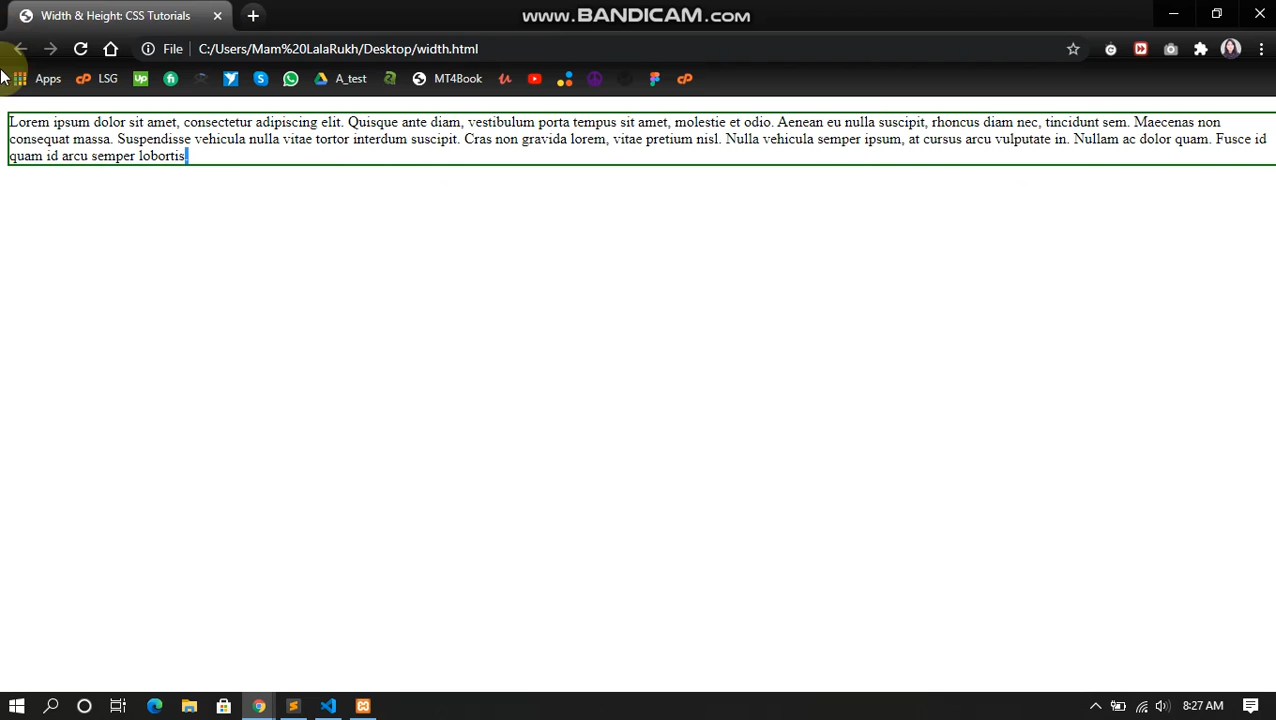 Width & Height: CSS Tutorials
www.BANDICAM.com
File
C:/Users/Mam%20LalaRukh/Desktop/width.html
Apps
LSG
A_test
MT4Book
Lorem ipsum dolor sit amet, consectetur adipiscing elit. Quisque ante diam, vestibulum porta tempus sit amet, molestie et odio. Aenean eu nulla suscipit, rhoncus diam nec, tincidunt sem. Maecenas non
consequat massa. Suspendisse vehicula nulla vitae tortor interdum suscipit. Cras non gravida lorem, vitae pretium nisl. Nulla vehicula semper ipsum, at cursus arcu vulputate in. Nullam ac dolor quam. Fusce id
quam id arcu semper lobortis.
8:27 AM